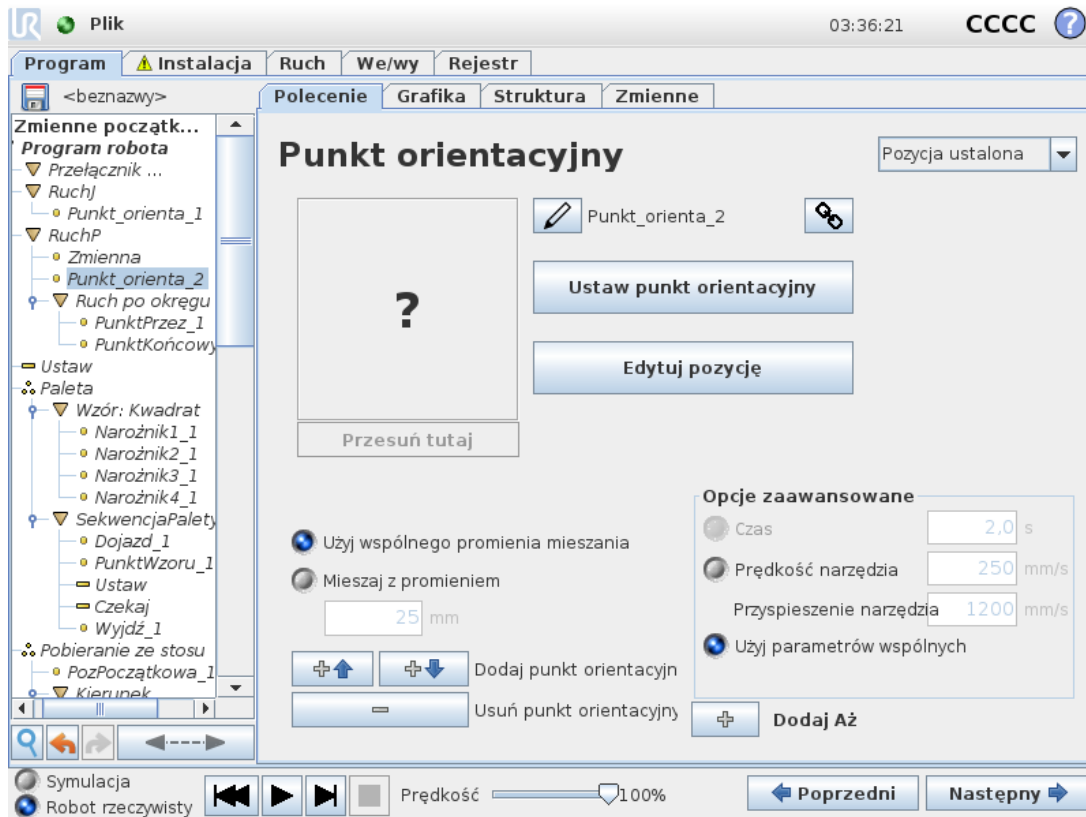 UR Plik 03:36:21 CCCC ?
Program Instalacja Ruch We/wy Rejestr
<beznazwy>
Polecenie Grafika Struktura Zmienne
Zmienne początk...
Program robota
Przełącznik ...
RuchJ
Punkt_orienta_1
RuchP
Zmienna
Punkt_orienta_2
Ruch po okręgu
PunktPrzez_1
PunktKońcowy
Ustaw
Paleta
Wzór: Kwadrat
Narożnik1_1
Narożnik2_1
Narożnik3_1
Narożnik4_1
SekwencjaPalety
Dojazd_1
PunktWzoru_1
Ustaw
Czekaj
Wyjdź_1
Pobieranie ze stosu
PozPoczątkowa_1
Kierunek
Punkt orientacyjny
Pozycja ustalona
Punkt_orienta_2
?
Ustaw punkt orientacyjny
Edytuj pozycję
Przesuń tutaj
Użyj wspólnego promienia mieszania
Mieszaj z promieniem
25 mm
Dodaj punkt orientacyjn
Usuń punkt orientacyjny
Opcje zaawansowane
Czas 2,0 s
Prędkość narzędzia 250 mm/s
Przyspieszenie narzędzia 1200 mm/s
Użyj parametrów wspólnych
Dodaj Aż
Symulacja
Robot rzeczywisty
Prędkość 100%
Poprzedni
Następny